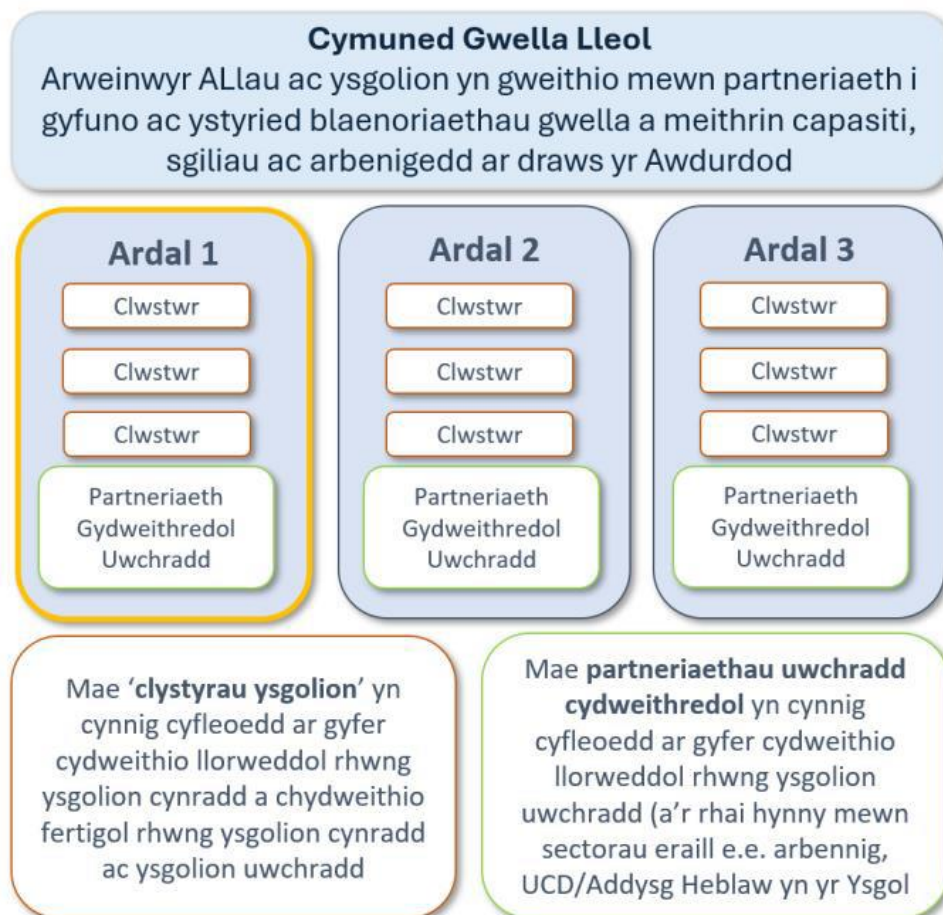 Cymuned Gwella Lleol
Arweinwyr ALlau ac ysgolion yn gweithio mewn partneriaeth i
gyfuno ac ystyried blaenoriaethau gwella a meithrin capasiti,
sgiliau ac arbenigedd ar draws yr Awdurdod
Ardal 1
Clwstwr
Clwstwr
Clwstwr
Partneriaeth
Gydweithredol
Uwchradd
Ardal 2
Clwstwr
Clwstwr
Clwstwr
Partneriaeth
Gydweithredol
Uwchradd
Ardal 3
Clwstwr
Clwstwr
Clwstwr
Partneriaeth
Gydweithredol
Uwchradd
Mae ‘clystyrau ysgolion’ yn
cynnig cyfleoedd ar gyfer
cydweithio llorweddol rhwng
ysgolion cynradd a chydweithio
fertigol rhwng ysgolion cynradd
ac ysgolion uwchradd
Mae partneriaethau uwchradd
cydweithredol yn cynnig
cyfleoedd ar gyfer cydweithio
llorweddol rhwng ysgolion
uwchradd (a’r rhai hynny mewn
sectorau eraill e.e. arbennig,
UCD/Addysg Heblaw yn yr Ysgol